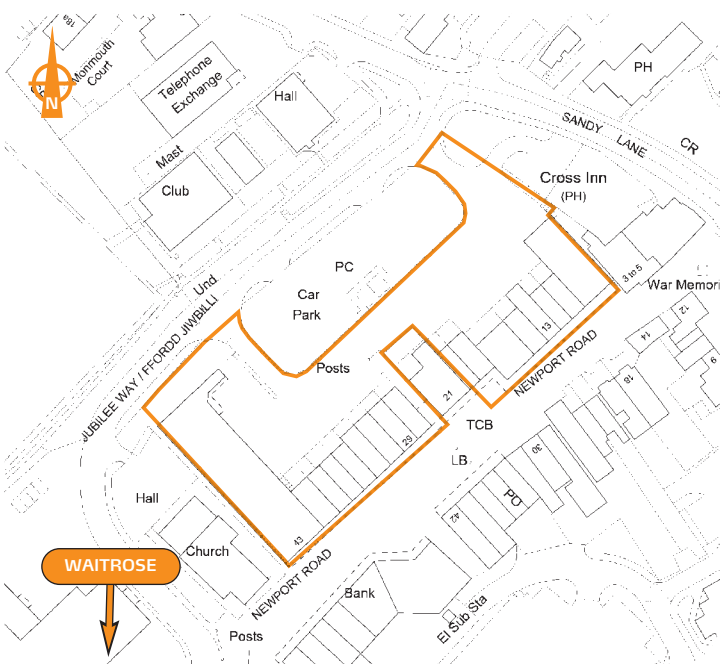 18a
Monmouth
Court
Telephone
Exchange
Hall
PH
SANDY LANE
CR
Mast
Club
Cross Inn
(PH)
Und
PC
Car
Park
3 to 5
War Memori
JUBILEE WAY / FFORDD JIWBILLI
Posts
13
NEWPORT ROAD
12
14
9
18
21
TCB
29
LB
30
PO
42
Hall
43
Church
WAITROSE
NEWPORT ROAD
Bank
El Sub Sta
Posts
N